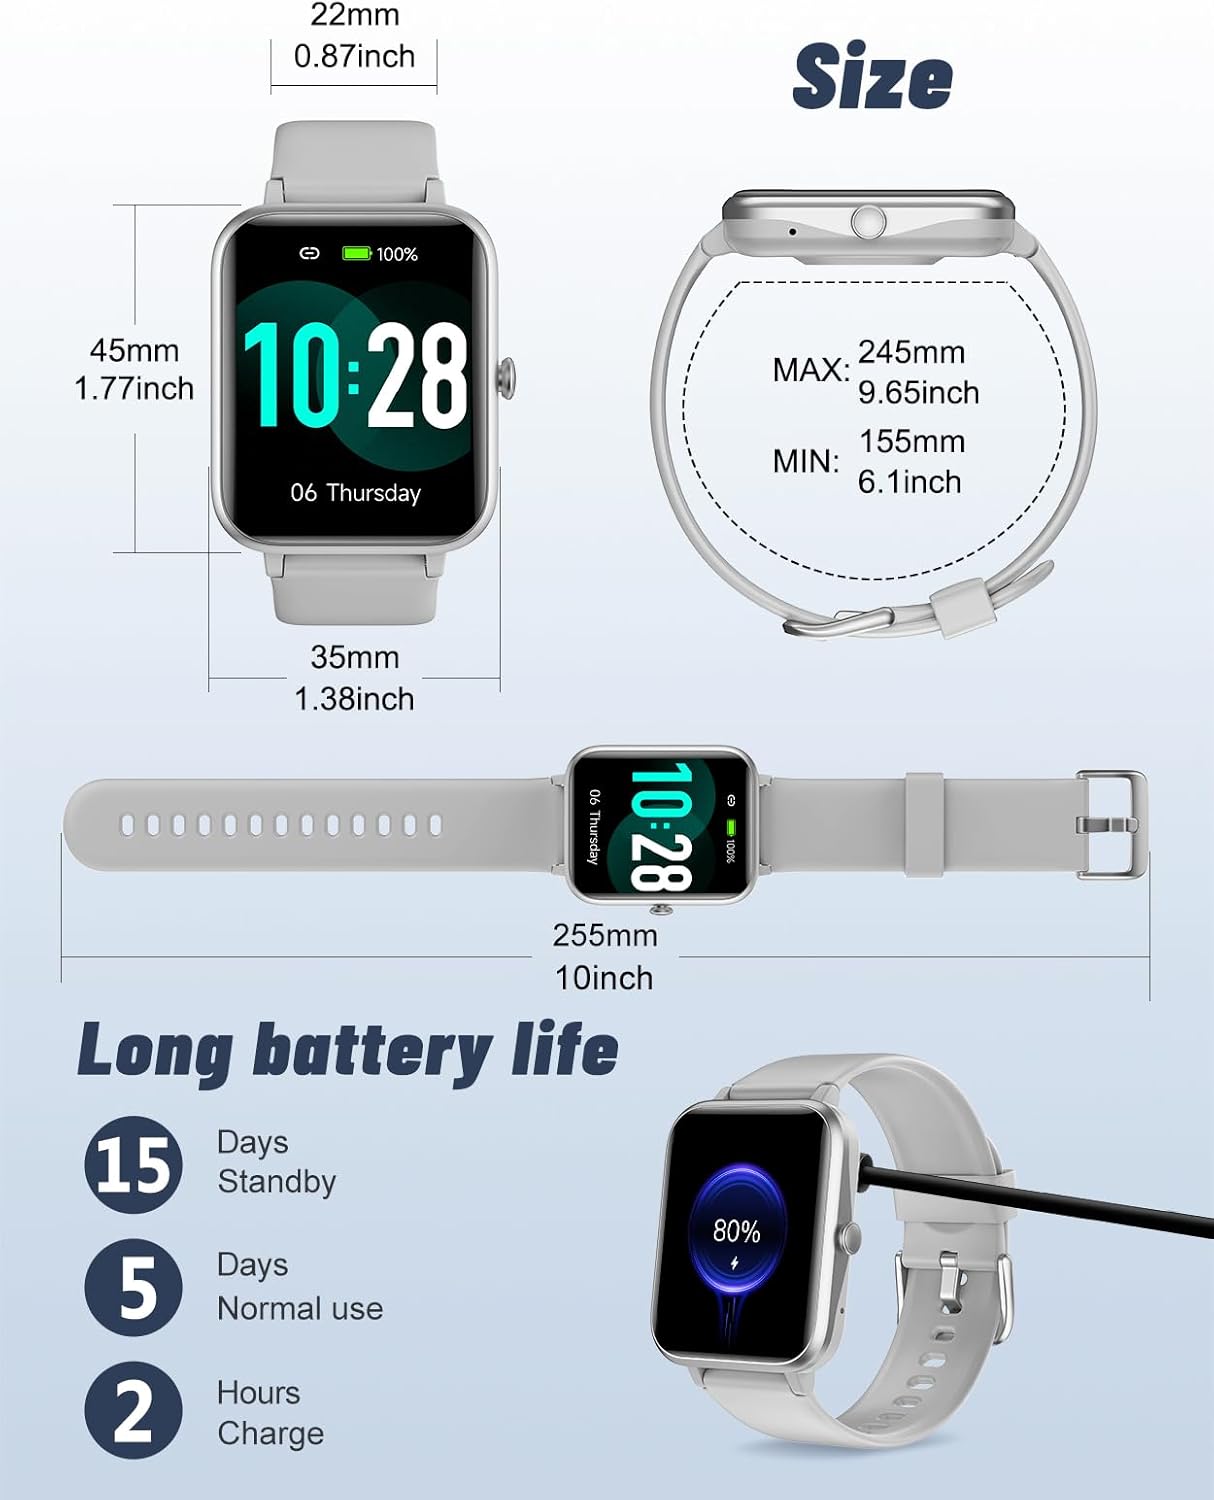 22mm
0.87inch
Size
100%
10:28
06 Thursday
45mm
1.77inch
35mm
1.38inch
MAX: 245mm
9.65inch
MIN: 155mm
6.1inch
100%
10:28
06 Thursday
255mm
10inch
Long battery life
15 Days
Standby
5 Days
Normal use
2 Hours
Charge
80%